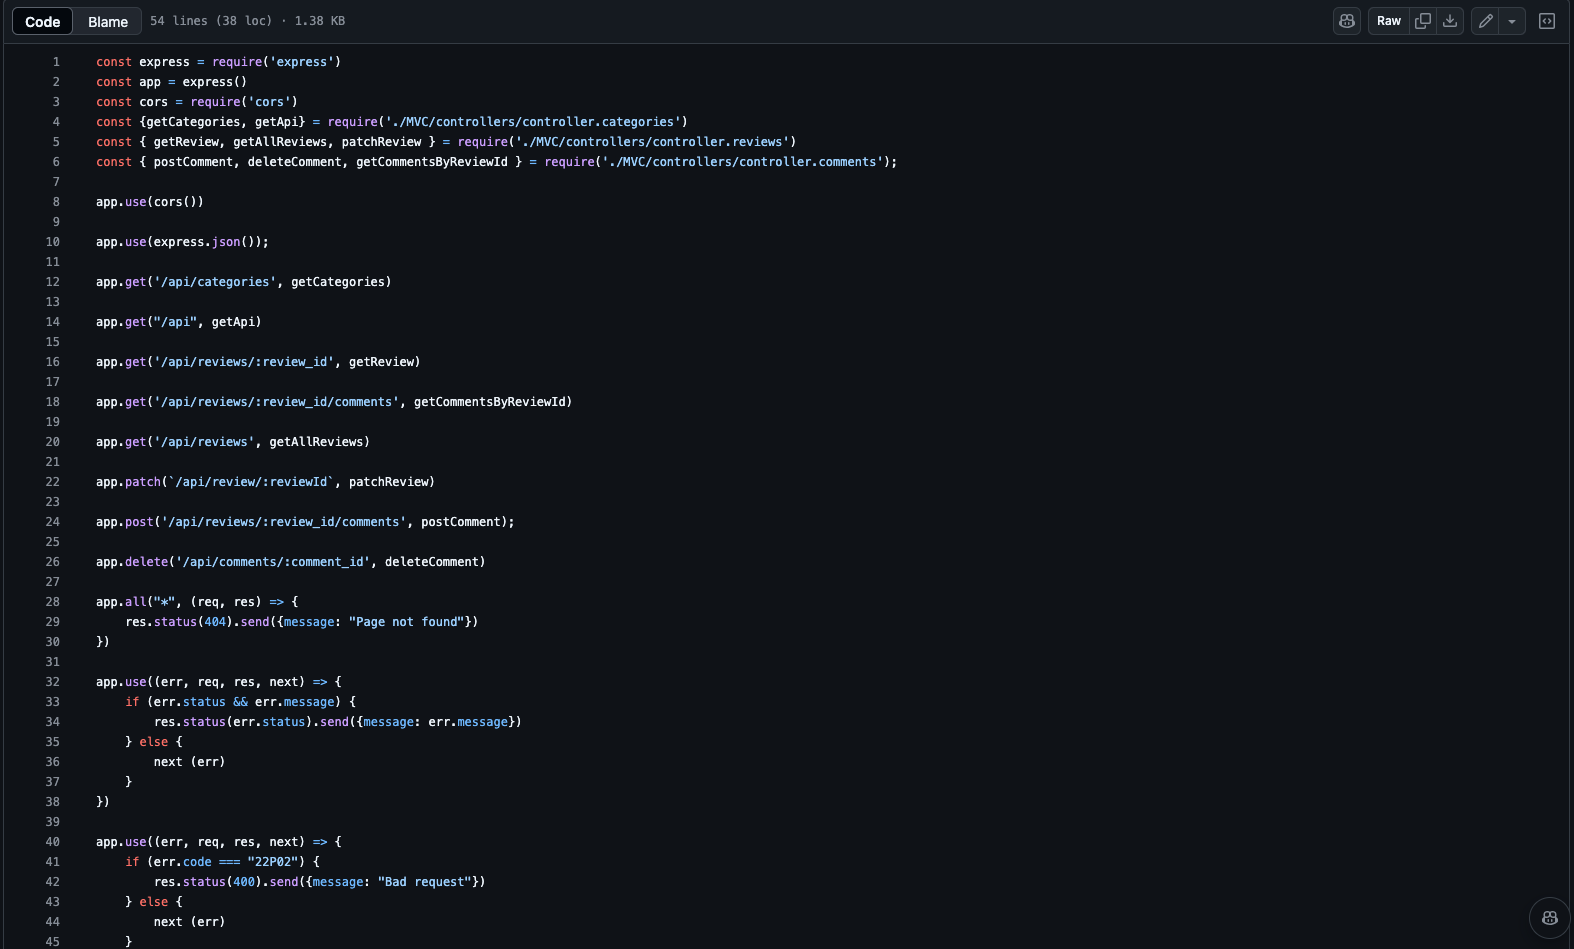 Code Blame 54 lines (38 loc) · 1.38 KB Raw
1 const express = require('express')
2 const app = express()
3 const cors = require('cors')
4 const {getCategories, getApi} = require('./MVC/controllers/controller.categories')
5 const { getReview, getAllReviews, patchReview } = require('./MVC/controllers/controller.reviews')
6 const { postComment, deleteComment, getCommentsByReviewId } = require('./MVC/controllers/controller.comments');
7
8 app.use(cors())
9
10 app.use(express.json());
11
12 app.get('/api/categories', getCategories)
13
14 app.get("/api", getApi)
15
16 app.get('/api/reviews/:review_id', getReview)
17
18 app.get('/api/reviews/:review_id/comments', getCommentsByReviewId)
19
20 app.get('/api/reviews', getAllReviews)
21
22 app.patch(`/api/review/:reviewId`, patchReview)
23
24 app.post('/api/reviews/:review_id/comments', postComment);
25
26 app.delete('/api/comments/:comment_id', deleteComment)
27
28 app.all("*", (req, res) => {
29 res.status(404).send({message: "Page not found"})
30 })
31
32 app.use((err, req, res, next) => {
33 if (err.status && err.message) {
34 res.status(err.status).send({message: err.message})
35 } else {
36 next (err)
37 }
38 })
39
40 app.use((err, req, res, next) => {
41 if (err.code === "22P02") {
42 res.status(400).send({message: "Bad request"})
43 } else {
44 next (err)
45 }